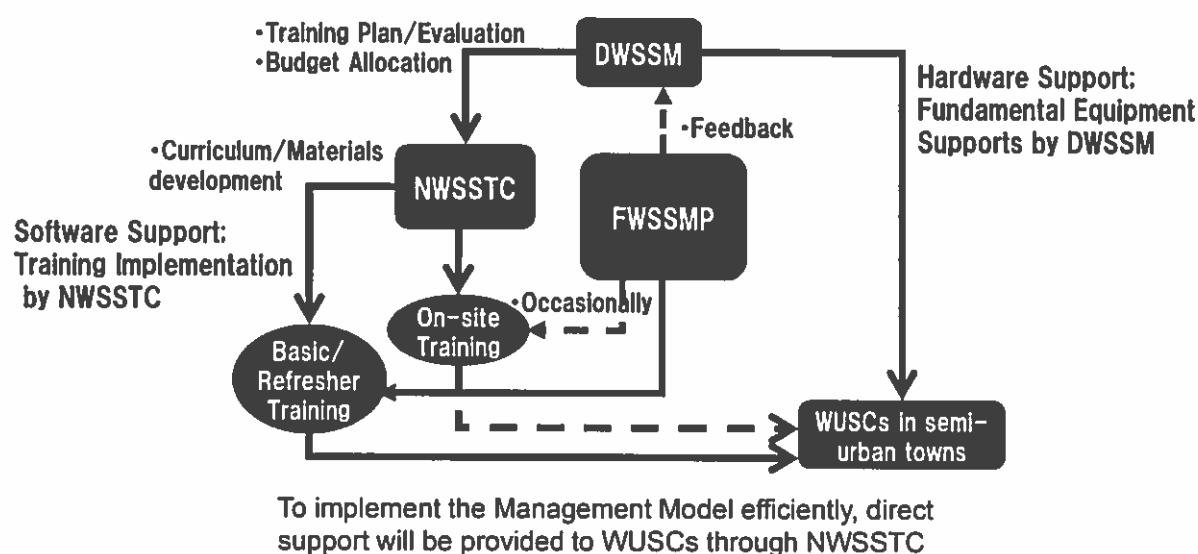 •Training Plan/Evaluation
•Budget Allocation
DWSSM
Hardware Support:
Fundamental Equipment
Supports by DWSSM
•Feedback
•Curriculum/Materials
development
NWSSTC
FWSSMP
Software Support:
Training Implementation
by NWSSTC
•Occasionally
On-site
Training
Basic/
Refresher
Training
WUSCs in semi-
urban towns
To implement the Management Model efficiently, direct
support will be provided to WUSCs through NWSSTC